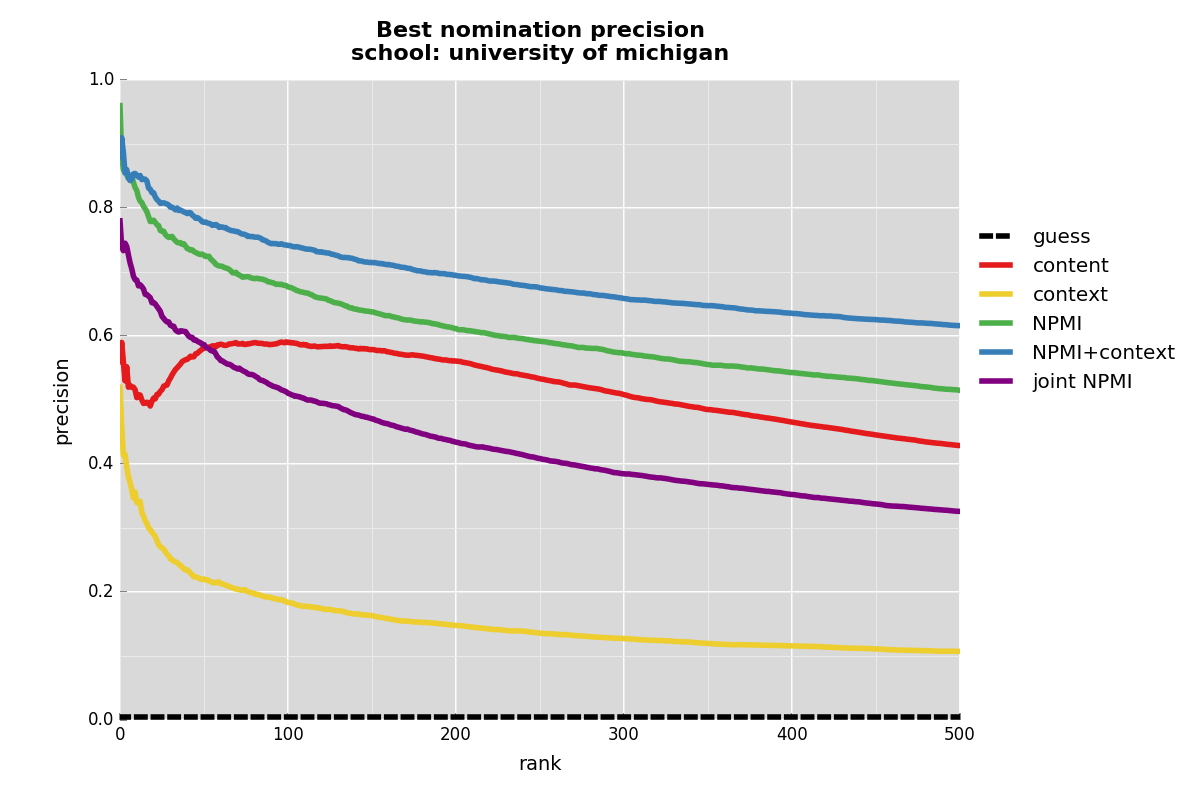 Best nomination precision
school: university of michigan
precision
1.0
0.8
0.6
0.4
0.2
0.0
0 100 200 300 400 500
rank
guess
content
context
NPMI
NPMI+context
joint NPMI